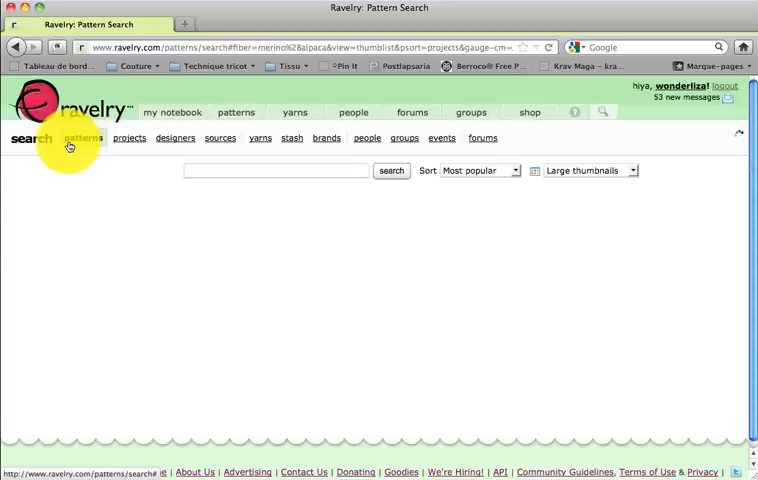 Ravelry: Pattern Search
Ravelry: Pattern Search
www.ravelry.com/patterns/search#fiber=merino%2Balpaca&view=thumblist&psort=projects&gauge-cm=
Google
Tableau de bord... Couture Technique tricot Tissu Pin It Postlapsaria Berroco® Free P... Krav Maga – kra... Marque-pages
hiya, wonderliza! logout
53 new messages
ravelry
my notebook patterns yarns people forums groups shop
search patterns projects designers sources yarns stash brands people groups events forums
search Sort Most popular Large thumbnails
http://www.ravelry.com/patterns/search#
About Us | Advertising | Contact Us | Donating | Goodies | We're Hiring! | API | Community Guidelines, Terms of Use & Privacy |